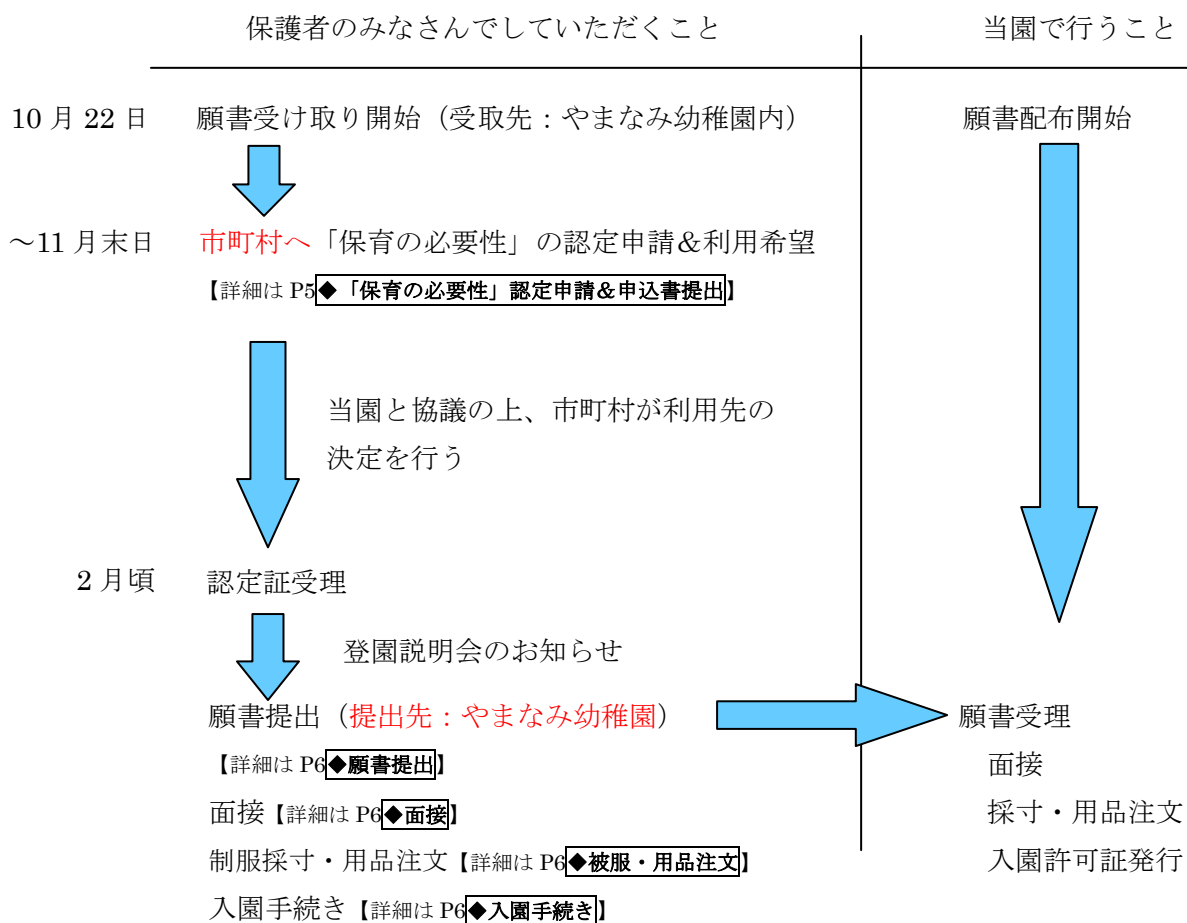 保護者のみなさんでしていただくこと 当園で行うこと
10月22日 願書受け取り開始（受取先：やまなみ幼稚園内） 願書配布開始
～11月末日 市町村へ「保育の必要性」の認定申請＆利用希望
【詳細は P5◆「保育の必要性」認定申請＆申込書提出】
当園と協議の上、市町村が利用先の
決定を行う
2月頃 認定証受理
登園説明会のお知らせ
願書提出（提出先：やまなみ幼稚園） 願書受理
【詳細は P6◆願書提出】 面接
面接【詳細は P6◆面接】 採寸・用品注文
制服採寸・用品注文【詳細は P6◆被服・用品注文】 入園許可証発行
入園手続き【詳細は P6◆入園手続き】